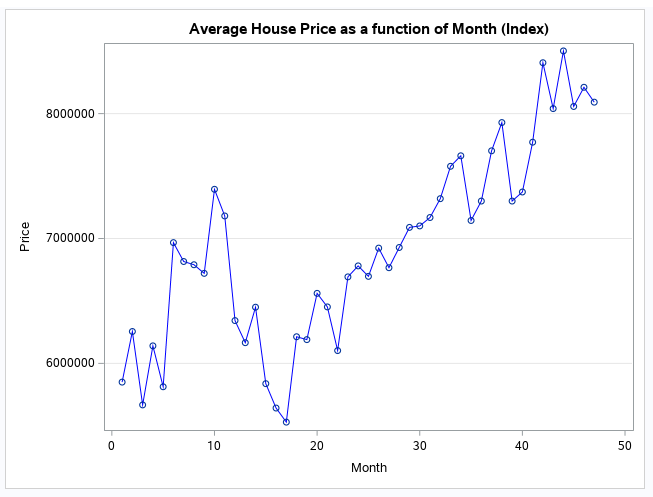 Average House Price as a function of Month (Index)
8000000
7000000
6000000
Price
0 10 20 30 40 50
Month